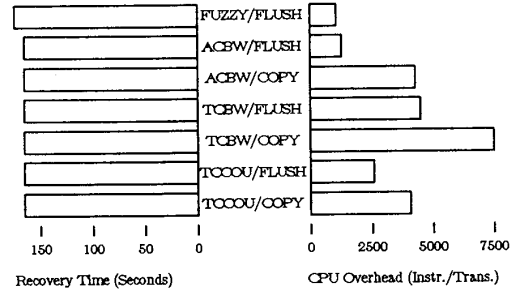 FUZZY/FLUSH
ACBW/FLUSH
ACBW/COPY
TCBW/FLUSH
TCBW/COPY
TCCOU/FLUSH
TCCOU/COPY
150 100 50 0 0 2500 5000 7500
Recovery Time (Seconds) CPU Overhead (Instr./Trans.)